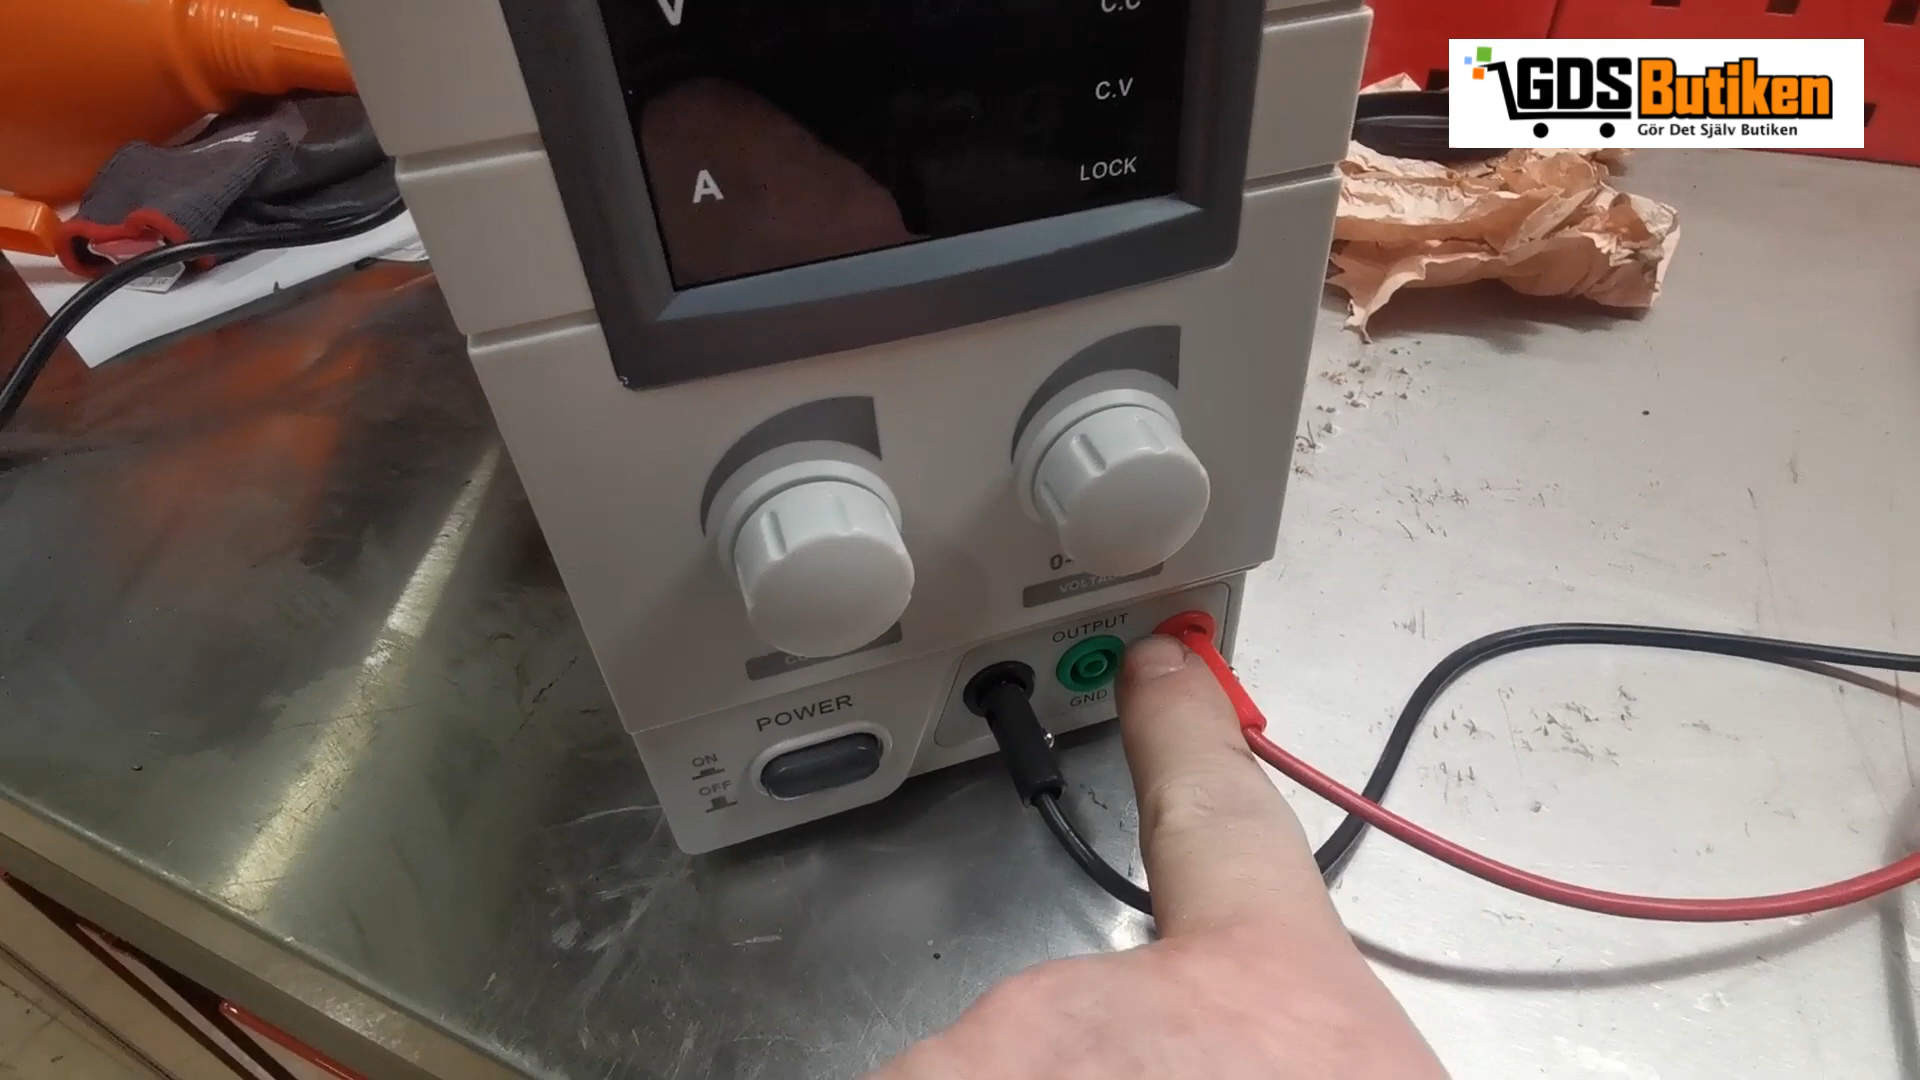 V
C.C
C.V
A
LOCK
GDSButiken
Gör Det Själv Butiken
OUTPUT
GND
POWER
ON
OFF